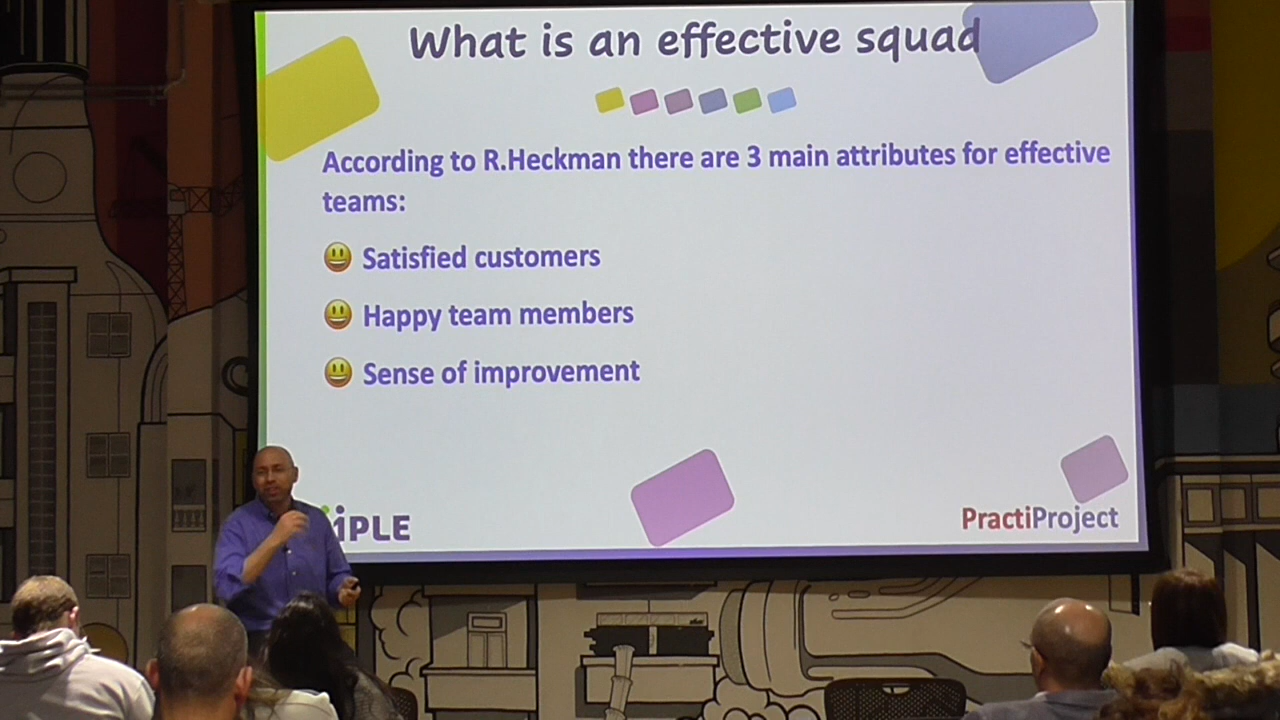 What is an effective squad
According to R.Heckman there are 3 main attributes for effective
teams:
Satisfied customers
Happy team members
Sense of improvement
PractiProject